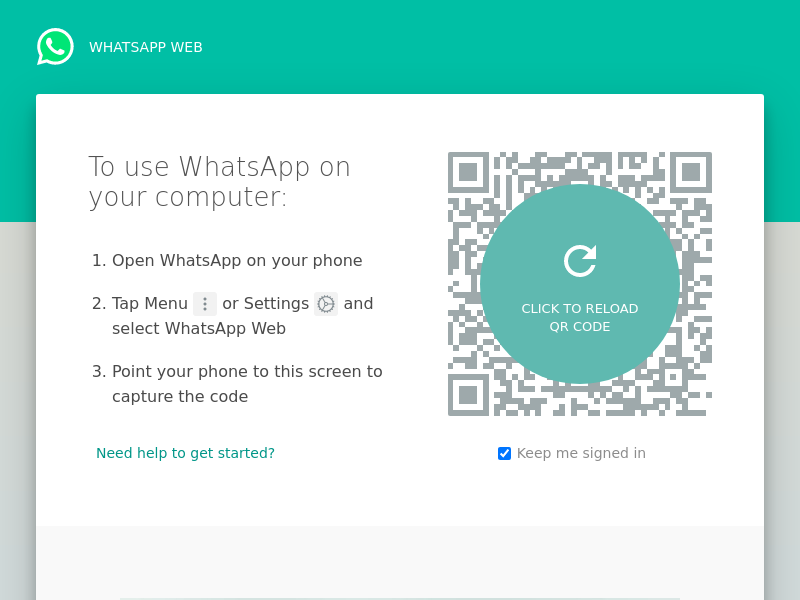 WHATSAPP WEB
To use WhatsApp on
your computer:
1. Open WhatsApp on your phone
2. Tap Menu or Settings and
select WhatsApp Web
3. Point your phone to this screen to
capture the code
Need help to get started?
CLICK TO RELOAD
QR CODE
Keep me signed in